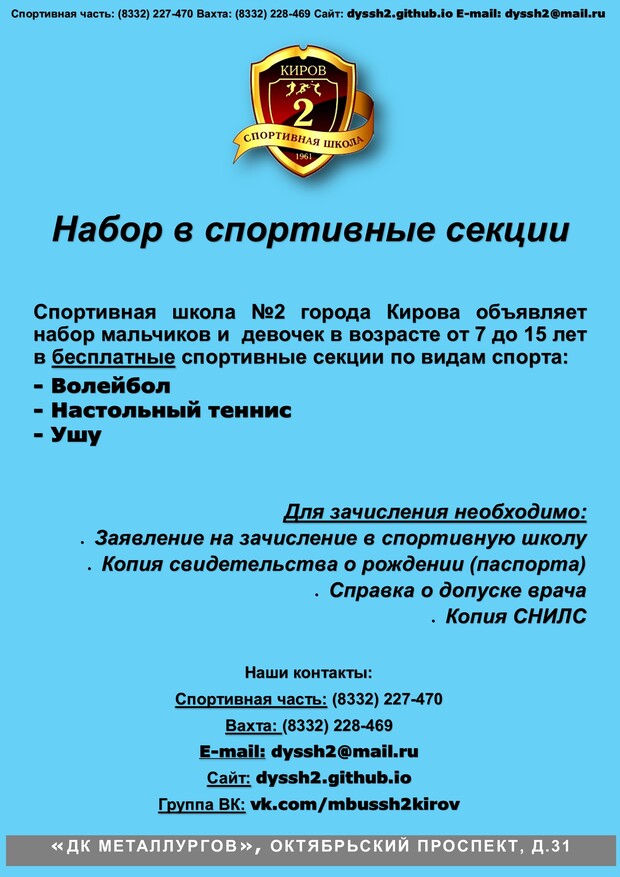 Спортивная часть: (8332) 227-470 Вахта: (8332) 228-469 Сайт: dyssh2.github.io E-mail: dyssh2@mail.ru
КИРОВ
2
СПОРТИВНАЯ ШКОЛА
1961
Набор в спортивные секции
Спортивная школа №2 города Кирова объявляет
набор мальчиков и девочек в возрасте от 7 до 15 лет
в бесплатные спортивные секции по видам спорта:
- Волейбол
- Настольный теннис
- Ушу
Для зачисления необходимо:
. Заявление на зачисление в спортивную школу
. Копия свидетельства о рождении (паспорта)
. Справка о допуске врача
. Копия СНИЛС
Наши контакты:
Спортивная часть: (8332) 227-470
Вахта: (8332) 228-469
E-mail: dyssh2@mail.ru
Сайт: dyssh2.github.io
Группа ВК: vk.com/mbussh2kirov
«ДК МЕТАЛЛУРГОВ», ОКТЯБРЬСКИЙ ПРОСПЕКТ, Д.31